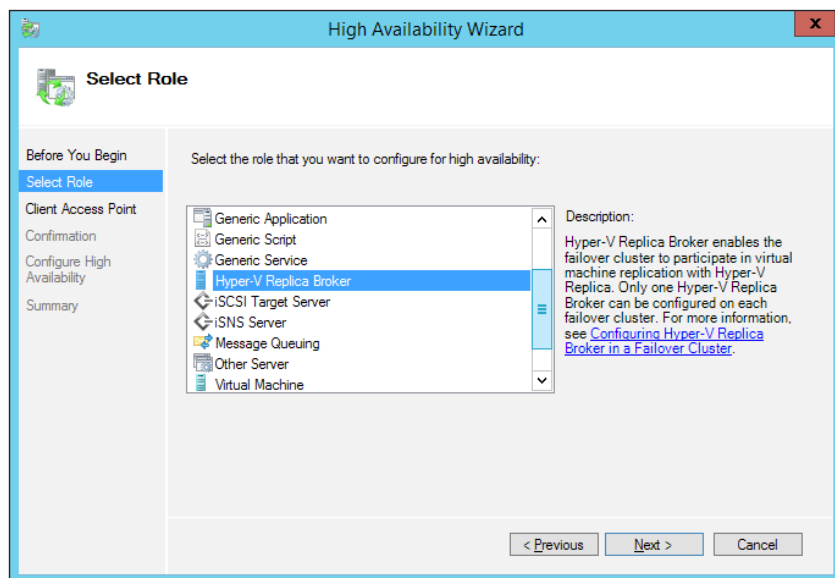 High Availability Wizard
x
Select Role
Before You Begin
Select Role
Client Access Point
Confirmation
Configure High
Availability
Summary
Select the role that you want to configure for high availability:
Generic Application
Generic Script
Generic Service
Hyper-V Replica Broker
iSCSI Target Server
iSNS Server
Message Queuing
Other Server
Virtual Machine
Description:
Hyper-V Replica Broker enables the
failover cluster to participate in virtual
machine replication with Hyper-V
Replica. Only one Hyper-V Replica
Broker can be configured on each
failover cluster. For more information,
see Configuring Hyper-V Replica
Broker in a Failover Cluster.
< Previous
Next >
Cancel